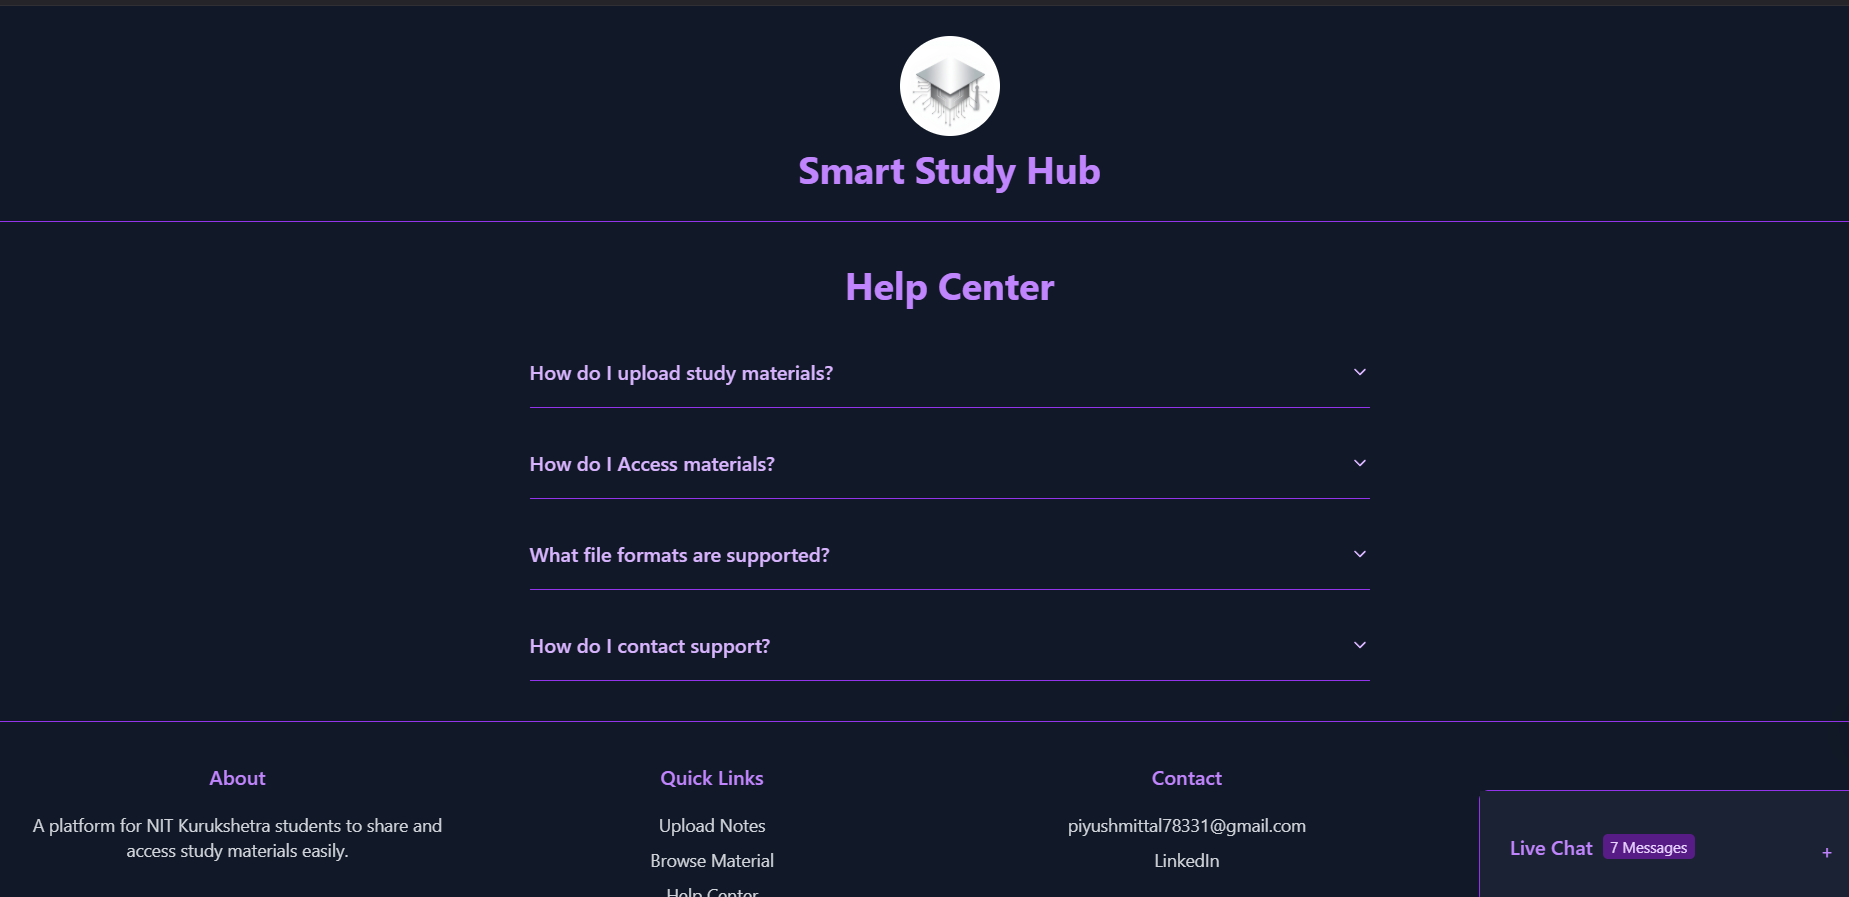 Smart Study Hub
Help Center
How do I upload study materials?
How do I Access materials?
What file formats are supported?
How do I contact support?
About
A platform for NIT Kurukshetra students to share and
access study materials easily.
Quick Links
Upload Notes
Browse Material
Help Center
Contact
piyushmittal78331@gmail.com
LinkedIn
Live Chat 7 Messages +